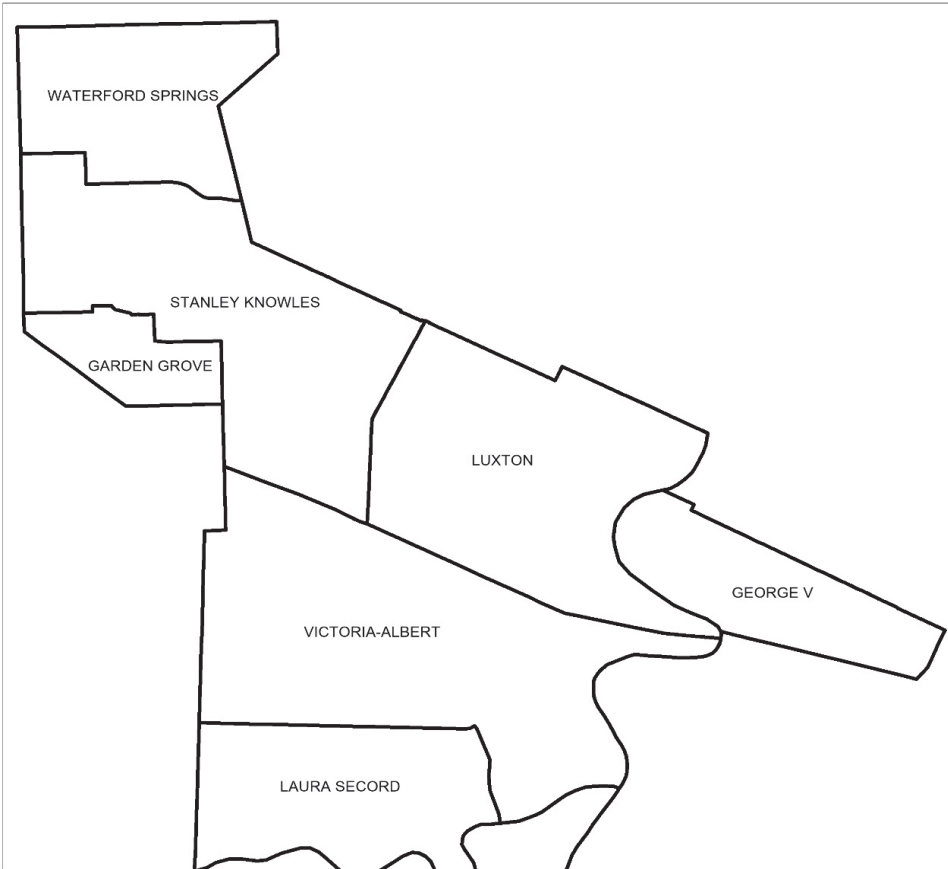 WATERFORD SPRINGS
STANLEY KNOWLES
GARDEN GROVE
LUXTON
GEORGE V
VICTORIA-ALBERT
LAURA SECORD